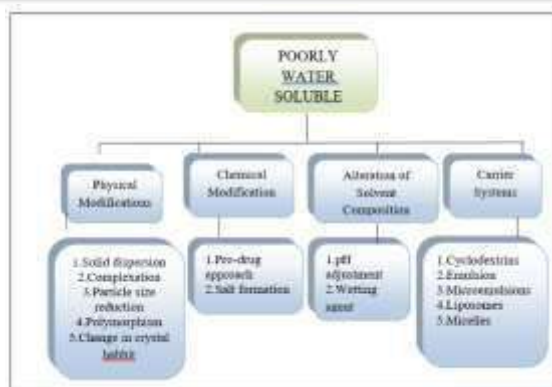 POORLY
WATER
SOLUBLE
Physical
Modifications
Chemical
Modification
Alteration of
Solvent
Composition
Carrier
Systems
1.Solid dispersion
2.Complexation
3.Particle size
reduction
4.Polymorphism
5.Change in crystal
habbit
1.Pro-drug
approach
2.Salt formation
1.pH
adjustment
2.Wetting
agent
1.Cyclodextrins
2.Emulsion
3.Microemulsions
4.Liposomes
5.Micelles